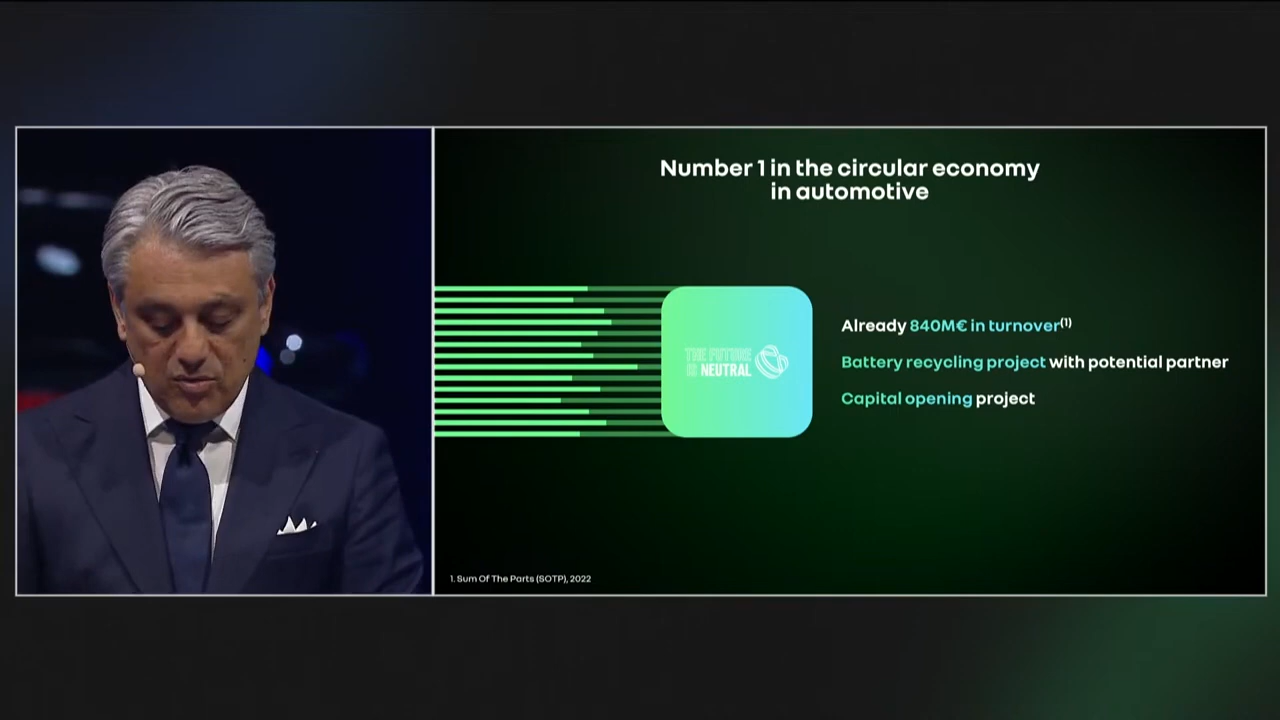 Number 1 in the circular economy
in automotive
THE FUTURE
IS NEUTRAL
Already 840M€ in turnover(1)
Battery recycling project with potential partner
Capital opening project
1. Sum Of The Parts (SOTP), 2022